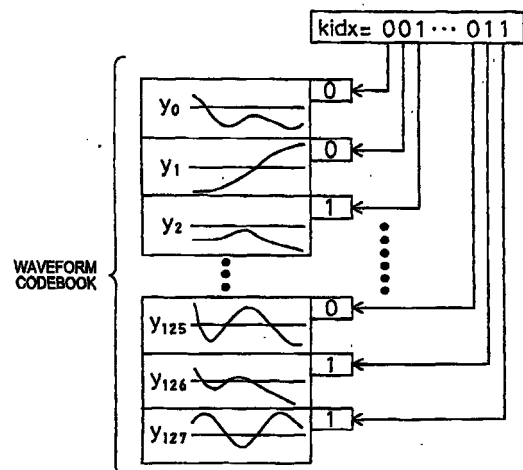 kidx= 001···011
y0 0
y1 0
y2 1
WAVEFORM
CODEBOOK
y125 0
y126 1
y127 1